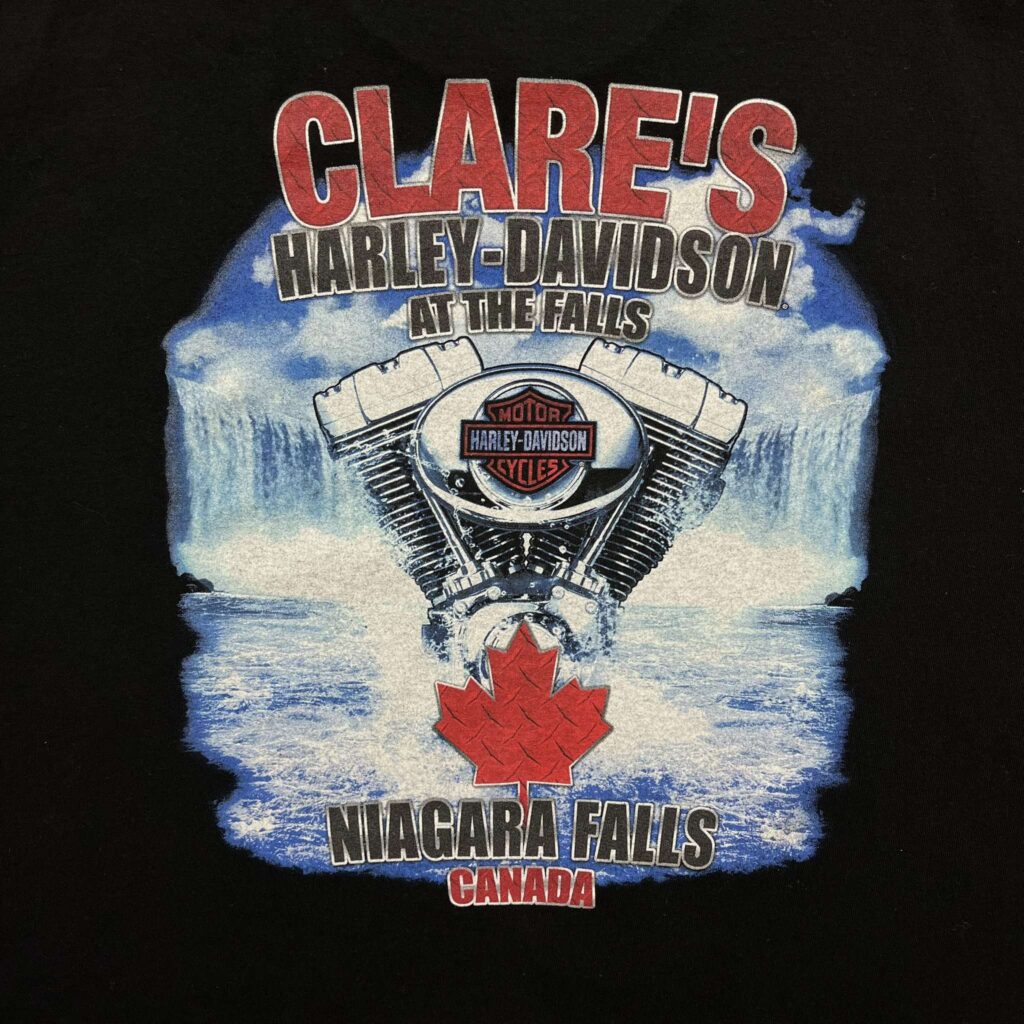 CLARE'S
HARLEY-DAVIDSON®
AT THE FALLS
MOTOR
HARLEY-DAVIDSON
CYCLES
NIAGARA FALLS
CANADA